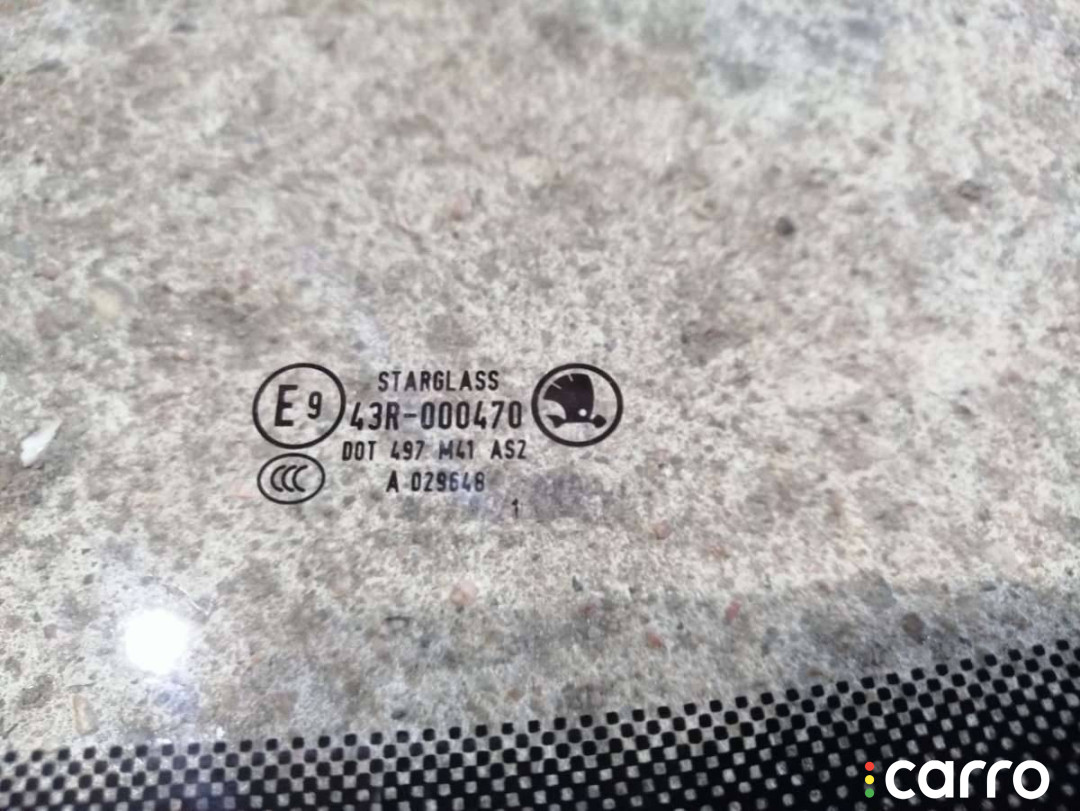 STARGLASS
E9 43R-000470
DOT 497 M41 AS2
CCC A 029648
1
carro